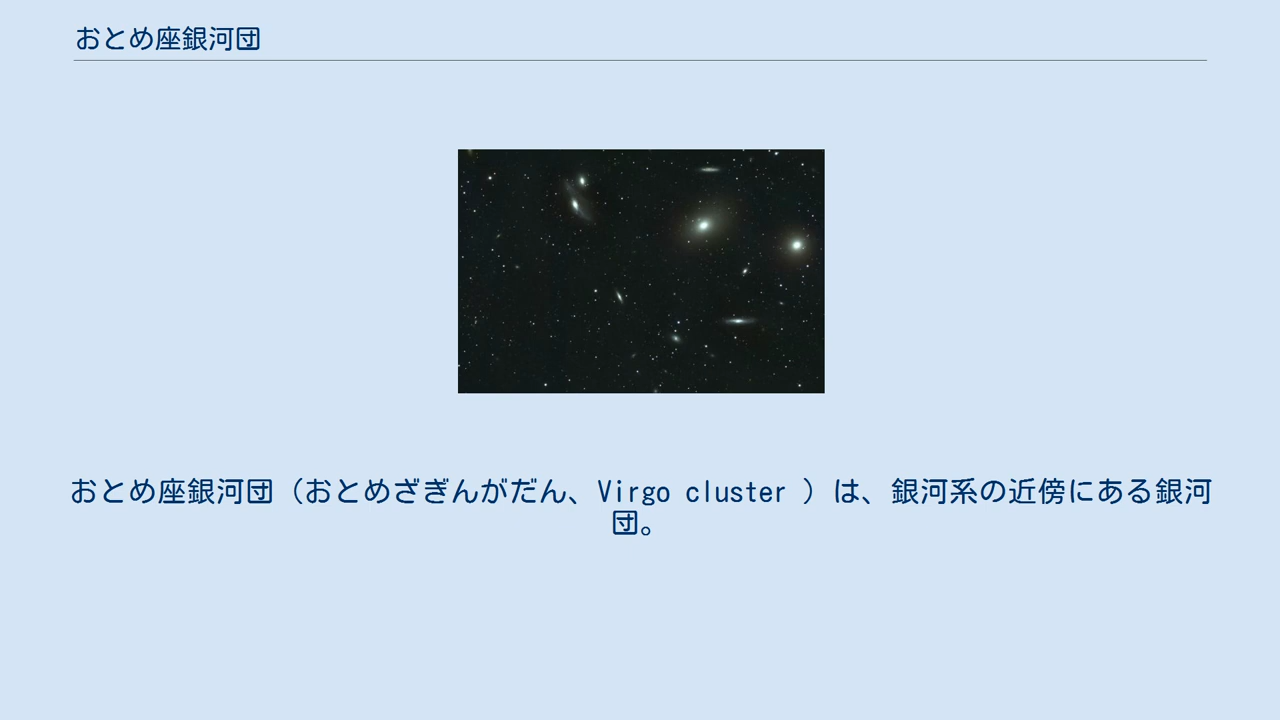 おとめ座銀河団
おとめ座銀河団（おとめざぎんがだん、Virgo cluster ）は、銀河系の近傍にある銀河
団。